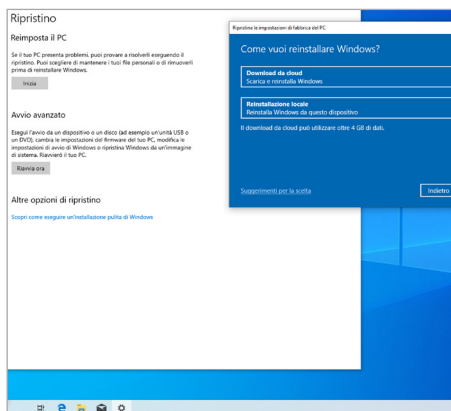 Ripristino
Reimposta il PC
Se il tuo PC presenta problemi, puoi provare a risolverli eseguendo il
ripristino. Puoi scegliere di mantenere i tuoi file personali o di rimuoverli
prima di reinstallare Windows.
Inizia
Avvio avanzato
Esegui l'avvio da un dispositivo o un disco (ad esempio un'unità USB o
un DVD), cambia le impostazioni del firmware del tuo PC, modifica le
impostazioni di avvio di Windows o ripristina Windows da un'immagine
di sistema. Riavvierò il tuo PC.
Riavvia ora
Altre opzioni di ripristino
Scopri come eseguire un'installazione pulita di Windows
Ripristina le impostazioni di fabbrica del PC
Come vuoi reinstallare Windows?
Download da cloud
Scarica e reinstalla Windows
Reinstallazione locale
Reinstalla Windows da questo dispositivo
Il download da cloud può utilizzare oltre 4 GB di dati.
Suggerimenti per la scelta
Indietro